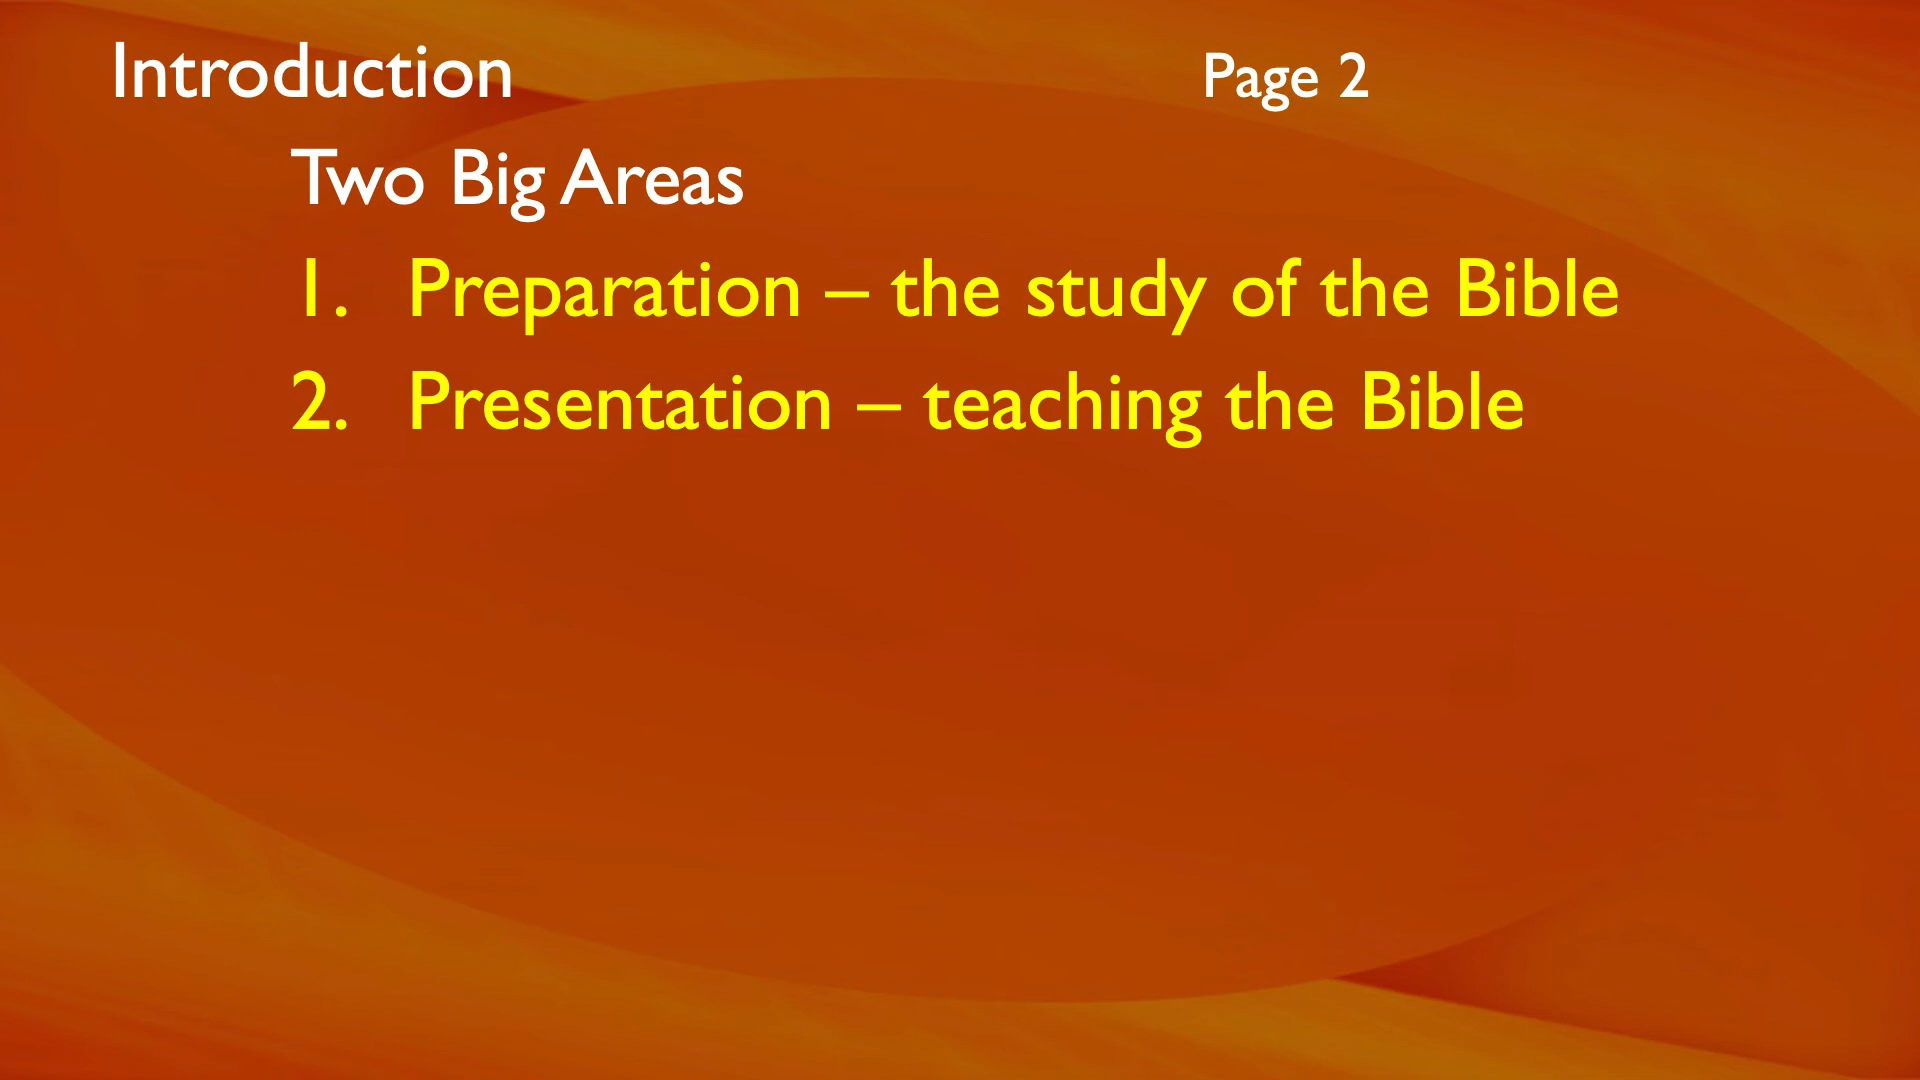 Introduction Page 2
Two Big Areas
1. Preparation – the study of the Bible
2. Presentation – teaching the Bible